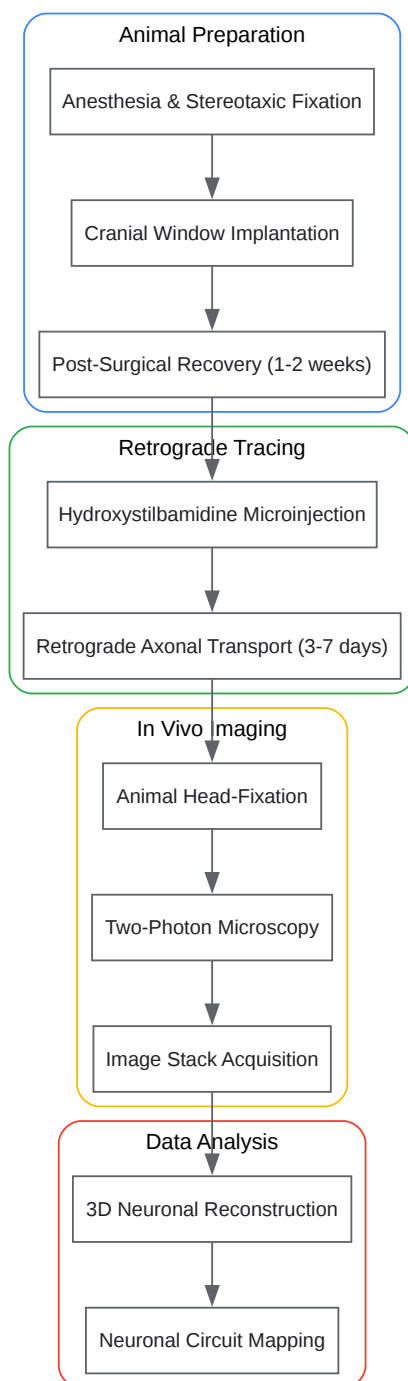 Animal Preparation
Anesthesia & Stereotaxic Fixation
Cranial Window Implantation
Post-Surgical Recovery (1-2 weeks)
Retrograde Tracing
Hydroxystilbamidine Microinjection
Retrograde Axonal Transport (3-7 days)
In Vivo Imaging
Animal Head-Fixation
Two-Photon Microscopy
Image Stack Acquisition
Data Analysis
3D Neuronal Reconstruction
Neuronal Circuit Mapping